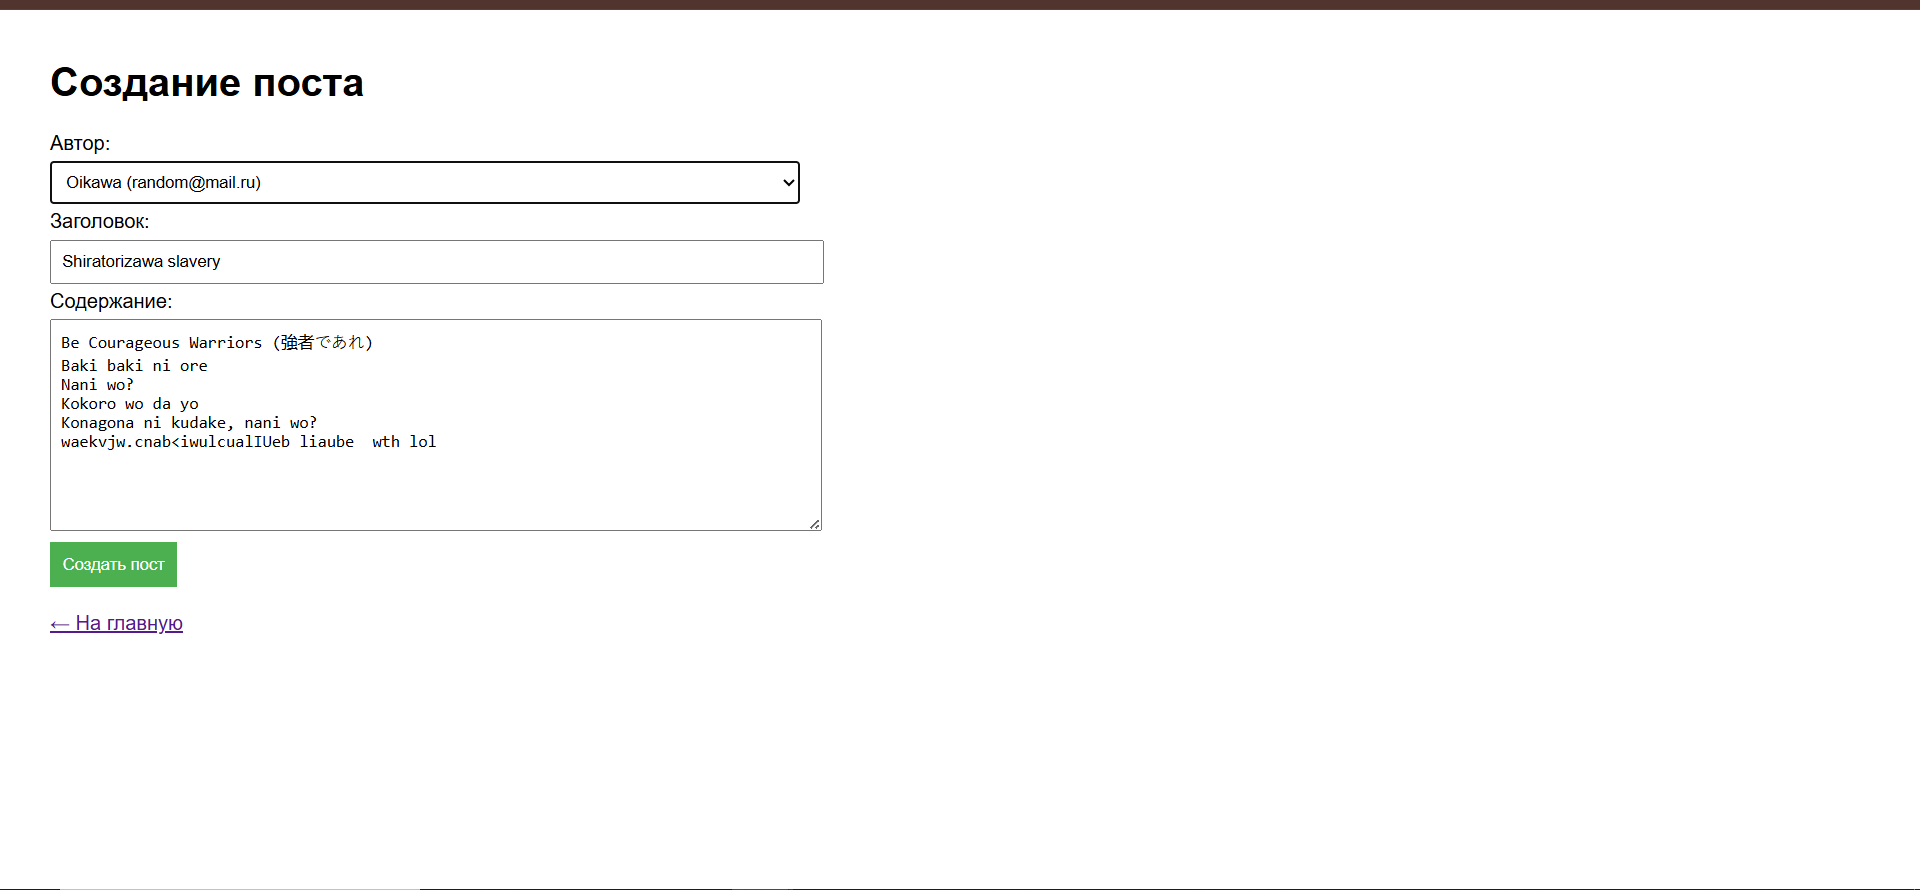 Создание поста
Автор:
Oikawa (random@mail.ru)
Заголовок:
Shiratorizawa slavery
Содержание:
Be Courageous Warriors (強者であれ)
Baki baki ni ore
Nani wo?
Kokoro wo da yo
Konagona ni kudake, nani wo?
waekvjw.cnab<iwulcualIUeb liaube  wth lol
Создать пост
← На главную